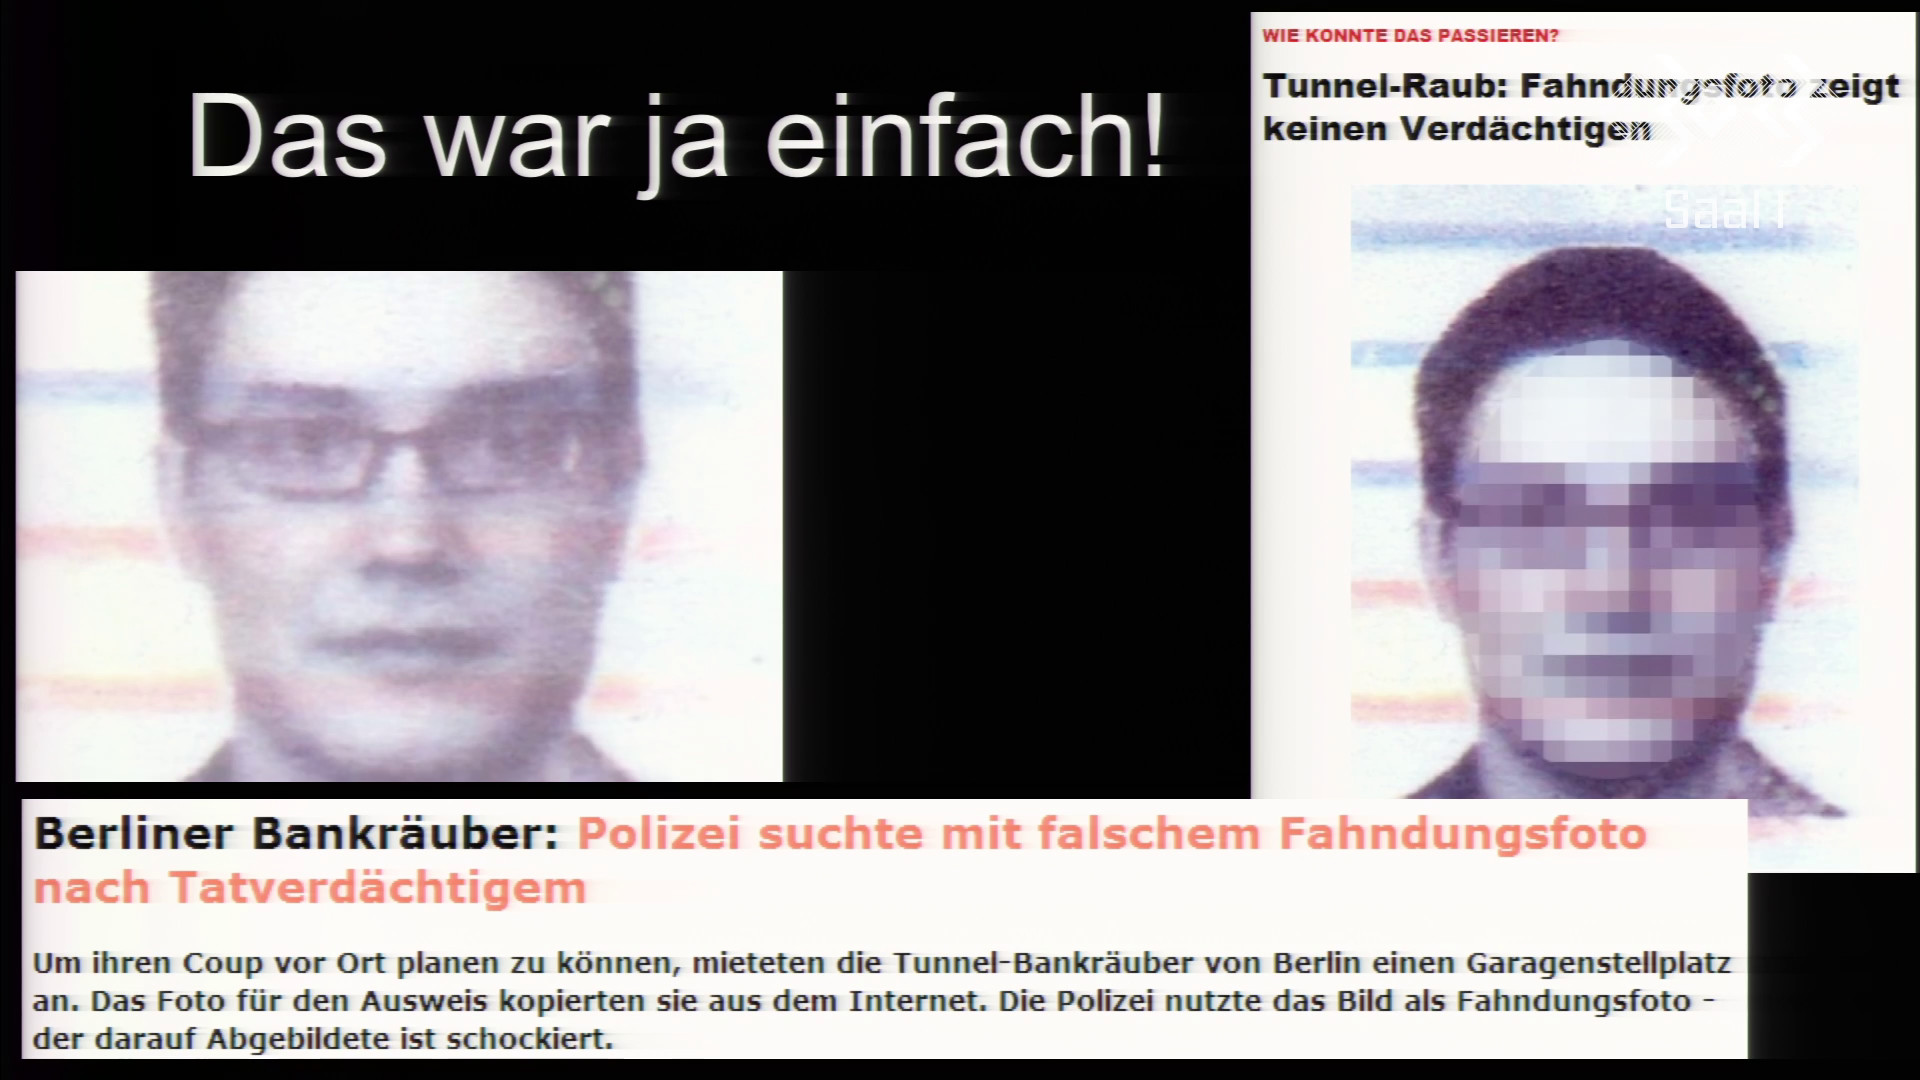 Das war ja einfach!
WIE KONNTE DAS PASSIEREN?
Tunnel-Raub: Fahndungsfoto zeigt
keinen Verdächtigen
Saal 1
Berliner Bankräuber: Polizei suchte mit falschem Fahndungsfoto
nach Tatverdächtigem
Um ihren Coup vor Ort planen zu können, mieteten die Tunnel-Bankräuber von Berlin einen Garagenstellplatz
an. Das Foto für den Ausweis kopierten sie aus dem Internet. Die Polizei nutzte das Bild als Fahndungsfoto -
der darauf Abgebildete ist schockiert.